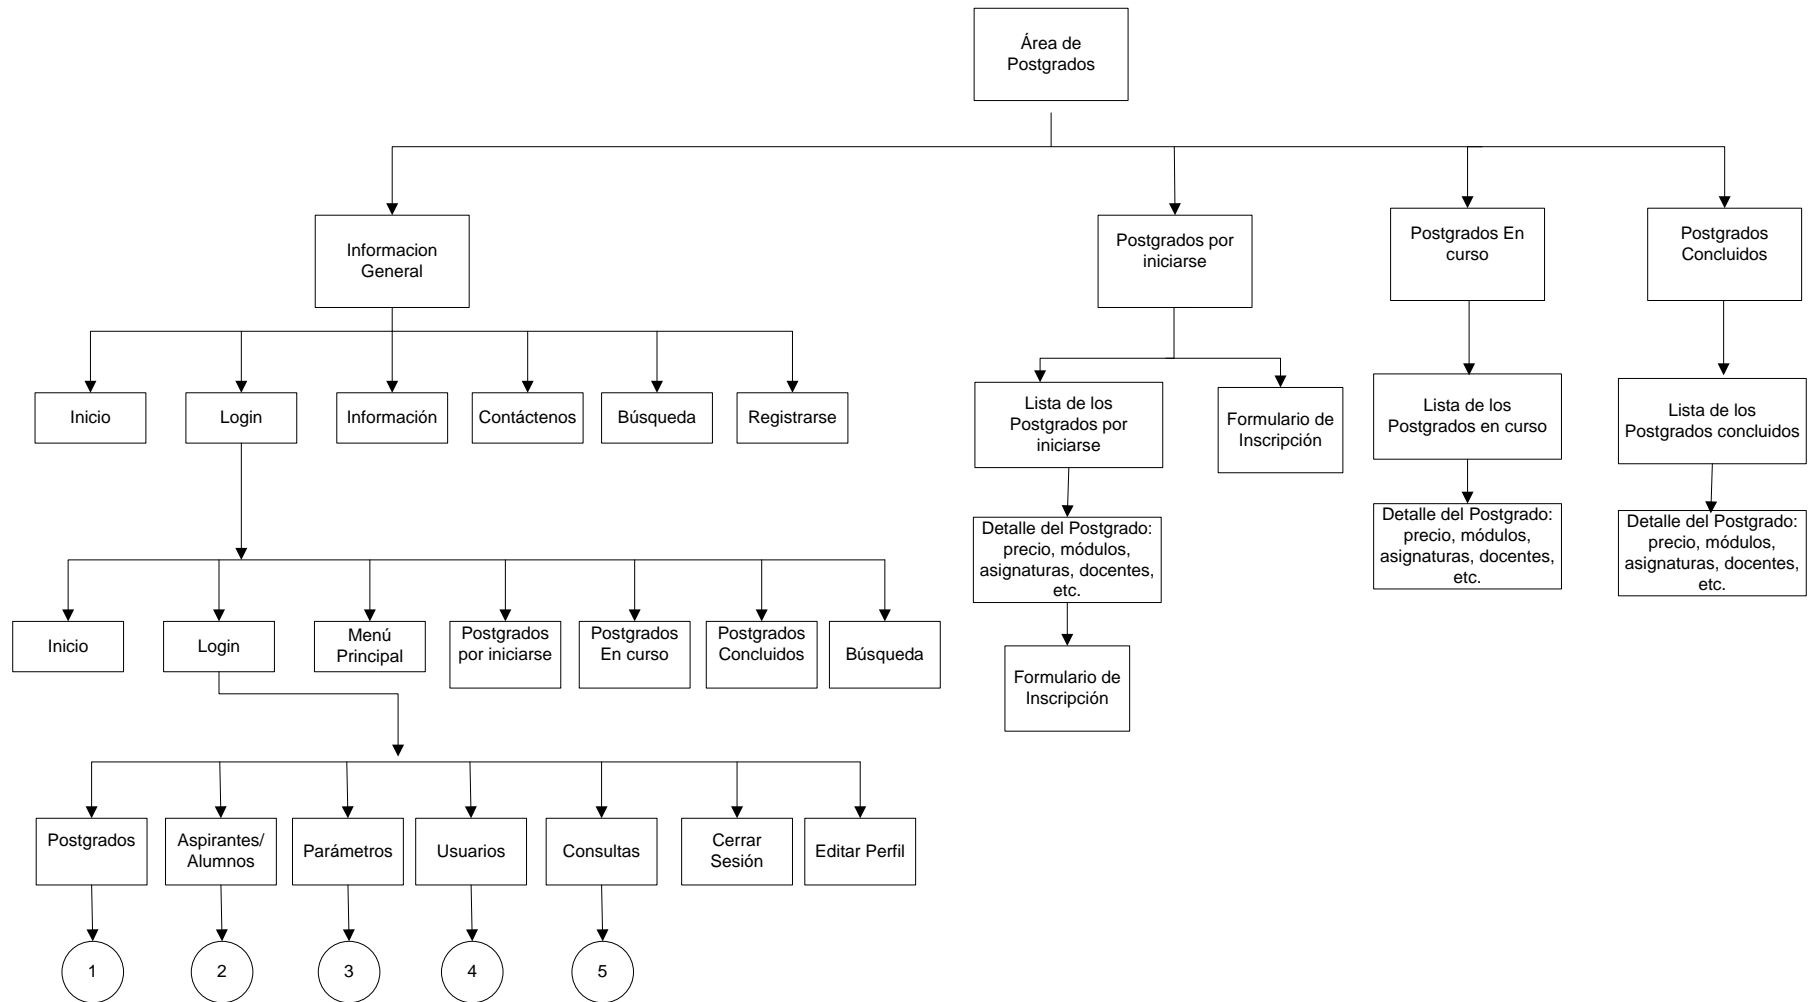 Área de
Postgrados
Informacion
General
Postgrados por
iniciarse
Postgrados En
curso
Postgrados
Concluidos
Inicio
Login
Información
Contáctenos
Búsqueda
Registrarse
Lista de los
Postgrados por
iniciarse
Formulario de
Inscripción
Lista de los
Postgrados en curso
Lista de los
Postgrados concluidos
Detalle del Postgrado:
precio, módulos,
asignaturas, docentes,
etc.
Detalle del Postgrado:
precio, módulos,
asignaturas, docentes,
etc.
Detalle del Postgrado:
precio, módulos,
asignaturas, docentes,
etc.
Inicio
Login
Menú
Principal
Postgrados
por iniciarse
Postgrados
En curso
Postgrados
Concluidos
Búsqueda
Formulario de
Inscripción
Postgrados
Aspirantes/
Alumnos
Parámetros
Usuarios
Consultas
Cerrar
Sesión
Editar Perfil
1
2
3
4
5